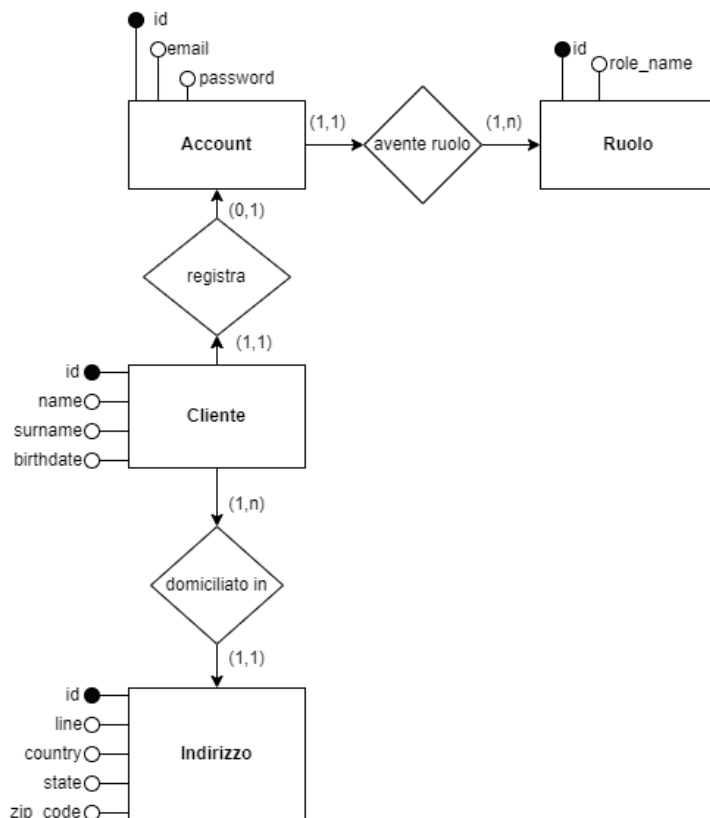 id
email
id
role_name
password
(1,1)
(1,n)
Account
avente ruolo
Ruolo
(0,1)
registra
(1,1)
id
name
Cliente
surname
birthdate
(1,n)
domiciliato in
(1,1)
id
line
country
Indirizzo
state
zip_code